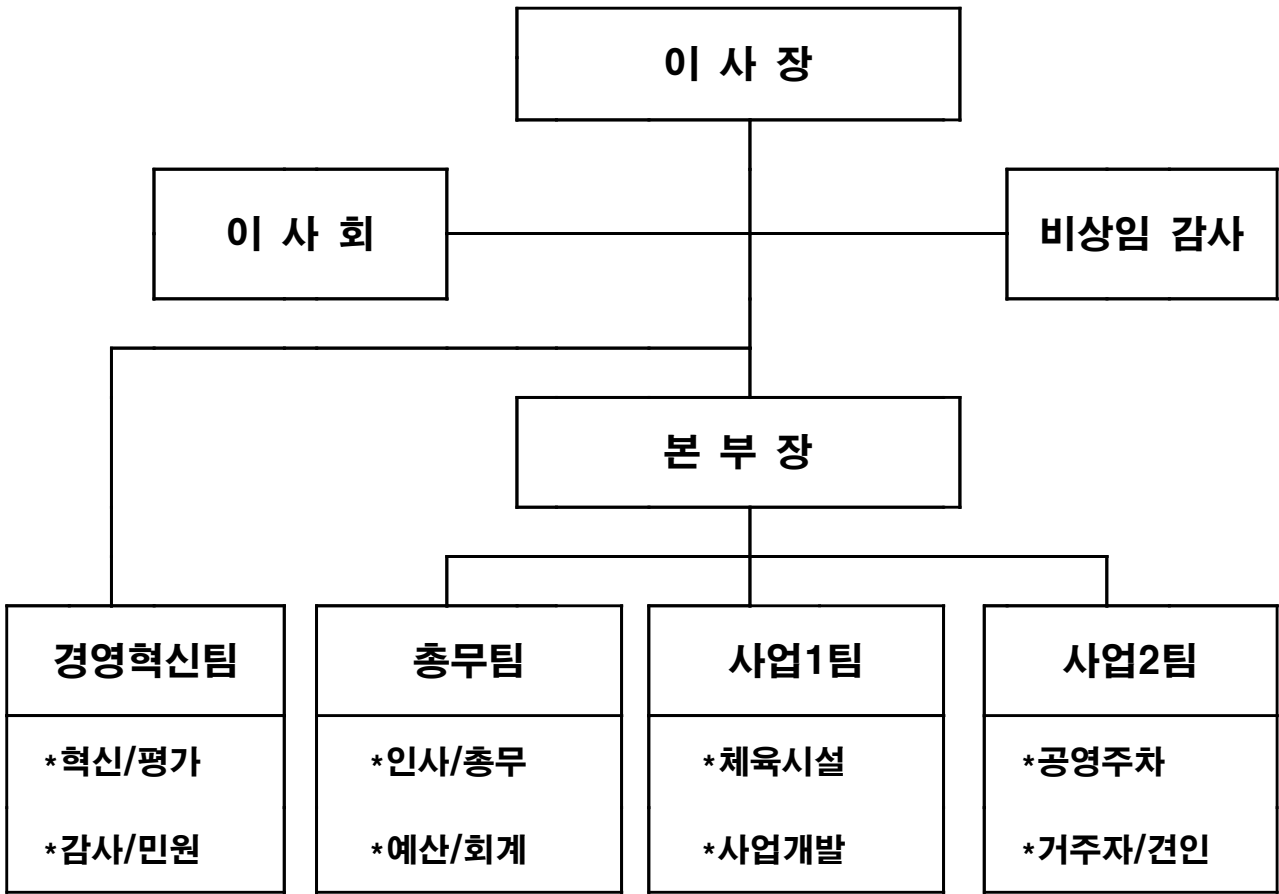 이 사 장
이 사 회
비상임 감사
본 부 장
경영혁신팀
*혁신/평가
*감사/민원
총무팀
*인사/총무
*예산/회계
사업1팀
*체육시설
*사업개발
사업2팀
*공영주차
*거주자/견인